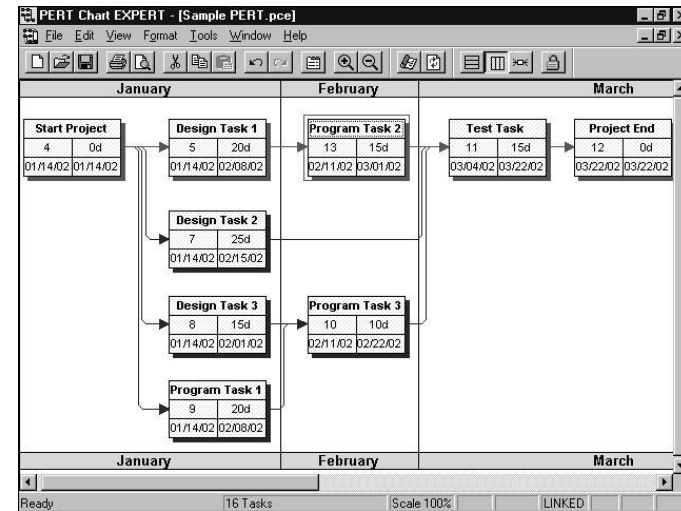 PERT Chart EXPERT - [Sample PERT.pce]
File Edit View Format Tools Window Help
January February March
Start Project
4 0d
01/14/02 01/14/02
Design Task 1
5 20d
01/14/02 02/08/02
Program Task 2
13 15d
02/11/02 03/01/02
Test Task
11 15d
03/04/02 03/22/02
Project End
12 0d
03/22/02 03/22/02
Design Task 2
7 25d
01/14/02 02/15/02
Design Task 3
8 15d
01/14/02 02/01/02
Program Task 3
10 10d
02/11/02 02/22/02
Program Task 1
9 20d
01/14/02 02/08/02
January February March
Ready 16 Tasks Scale 100% LINKED